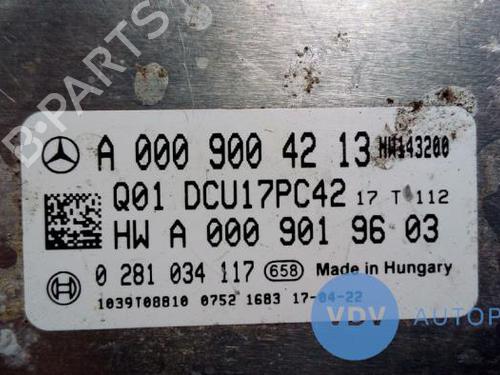 A 000 900 42 13 HW143200
Q01 DCU17PC42 17 T 112
HW A 000 901 96 03
0 281 034 117 658 Made in Hungary
1039T08810 0752 1683 17-04-22
B-PARTS
VDV AUTOP